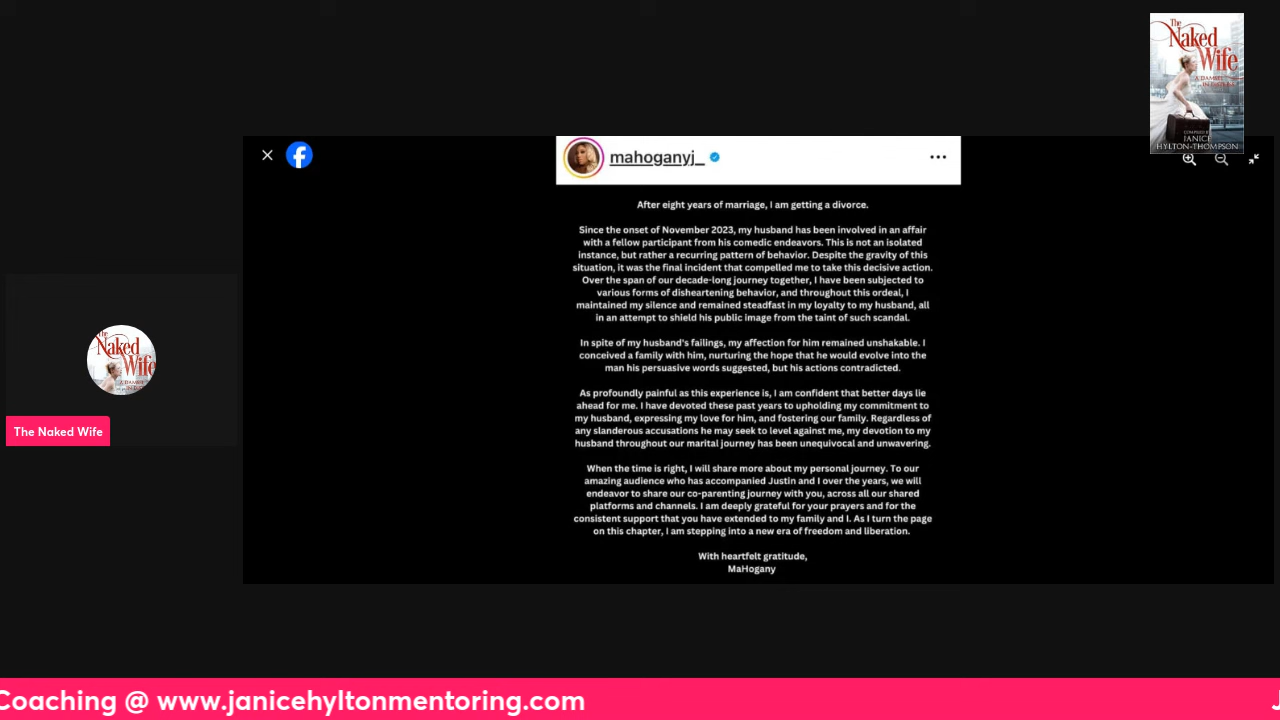 The
Naked
Wife
A DAMSEL
IN DISTRESS
COMPILED BY
JANICE
HYLTON-THOMPSON
mahoganyj_
After eight years of marriage, I am getting a divorce.
Since the onset of November 2023, my husband has been involved in an affair
with a fellow participant from his comedic endeavors. This is not an isolated
instance, but rather a recurring pattern of behavior. Despite the gravity of this
situation, it was the final incident that compelled me to take this decisive action.
Over the span of our decade-long journey together, I have been subjected to
various forms of disheartening behavior, and throughout this ordeal, I
maintained my silence and remained steadfast in my loyalty to my husband, all
in an attempt to shield his public image from the taint of such scandal.
In spite of my husband's failings, my affection for him remained unshakable. I
conceived a family with him, nurturing the hope that he would evolve into the
man his persuasive words suggested, but his actions contradicted.
As profoundly painful as this experience is, I am confident that better days lie
ahead for me. I have devoted these past years to upholding my commitment to
my husband, expressing my love for him, and fostering our family. Regardless of
any slanderous accusations he may seek to level against me, my devotion to my
husband throughout our marital journey has been unequivocal and unwavering.
When the time is right, I will share more about my personal journey. To our
amazing audience who has accompanied Justin and I over the years, we will
endeavor to share our co-parenting journey with you, across all our shared
platforms and channels. I am deeply grateful for your prayers and for the
consistent support that you have extended to my family and I. As I turn the page
on this chapter, I am stepping into a new era of freedom and liberation.
With heartfelt gratitude,
MaHogany
The
Naked
Wife
The Naked Wife
Coaching @ www.janicehyltonmentoring.com